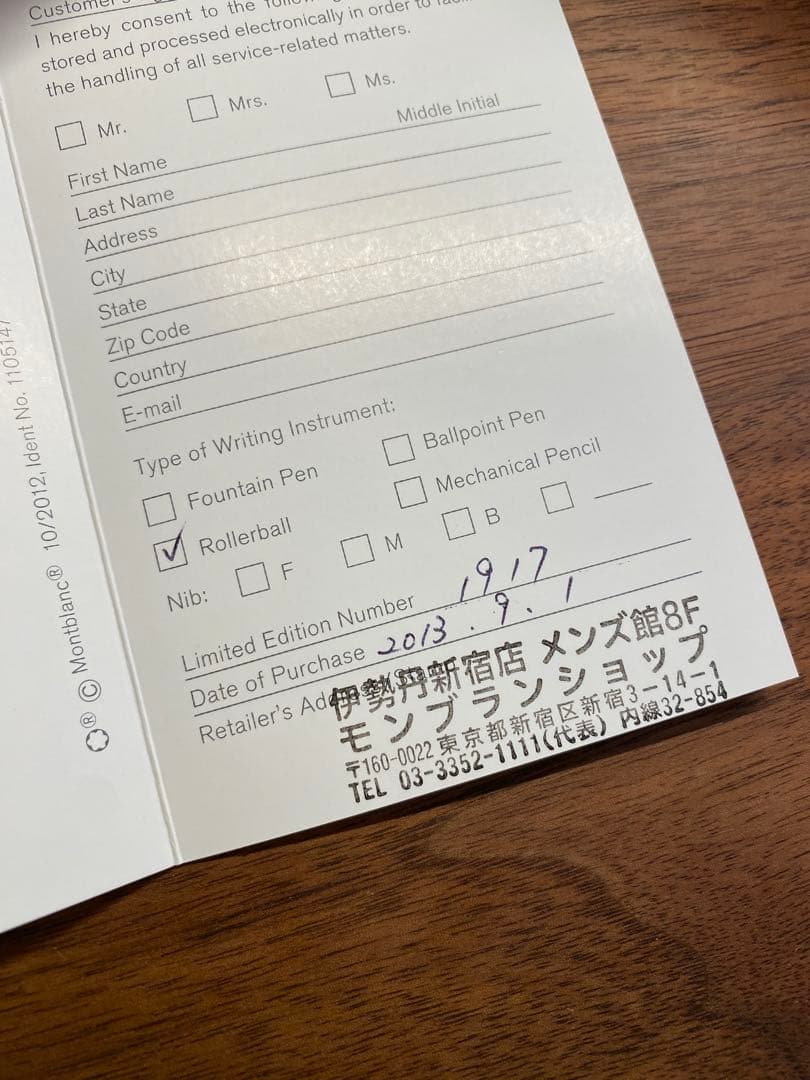 Customer's
I hereby consent to the
stored and processed electronically in order to
the handling of all service-related matters.
Mr. Mrs. Ms.
First Name Middle Initial
Last Name
Address
City
State
Zip Code
Country
E-mail
Type of Writing Instrument:
Fountain Pen Ballpoint Pen
Rollerball Mechanical Pencil
Nib: F M B
Limited Edition Number 1917
Date of Purchase 2013.9.1
Retailer's
伊勢丹新宿店 メンズ館8F
モンブランショップ
〒160-0022 東京都新宿区新宿3-14-1
TEL 03-3352-1111(代表) 内線32-854
® © Montblanc® 10/2012, Ident No. 1105147